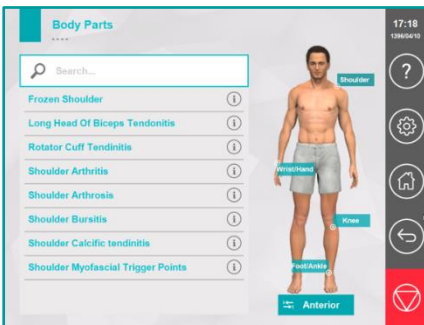 Body Parts
17:18
1396/04/10
Search...
Shoulder
Frozen Shoulder
Long Head Of Biceps Tendonitis
Rotator Cuff Tendinitis
Shoulder Arthritis
Wrist/Hand
Shoulder Arthrosis
Shoulder Bursitis
Knee
Shoulder Calcific tendinitis
Shoulder Myofascial Trigger Points
Foot/Ankle
Anterior